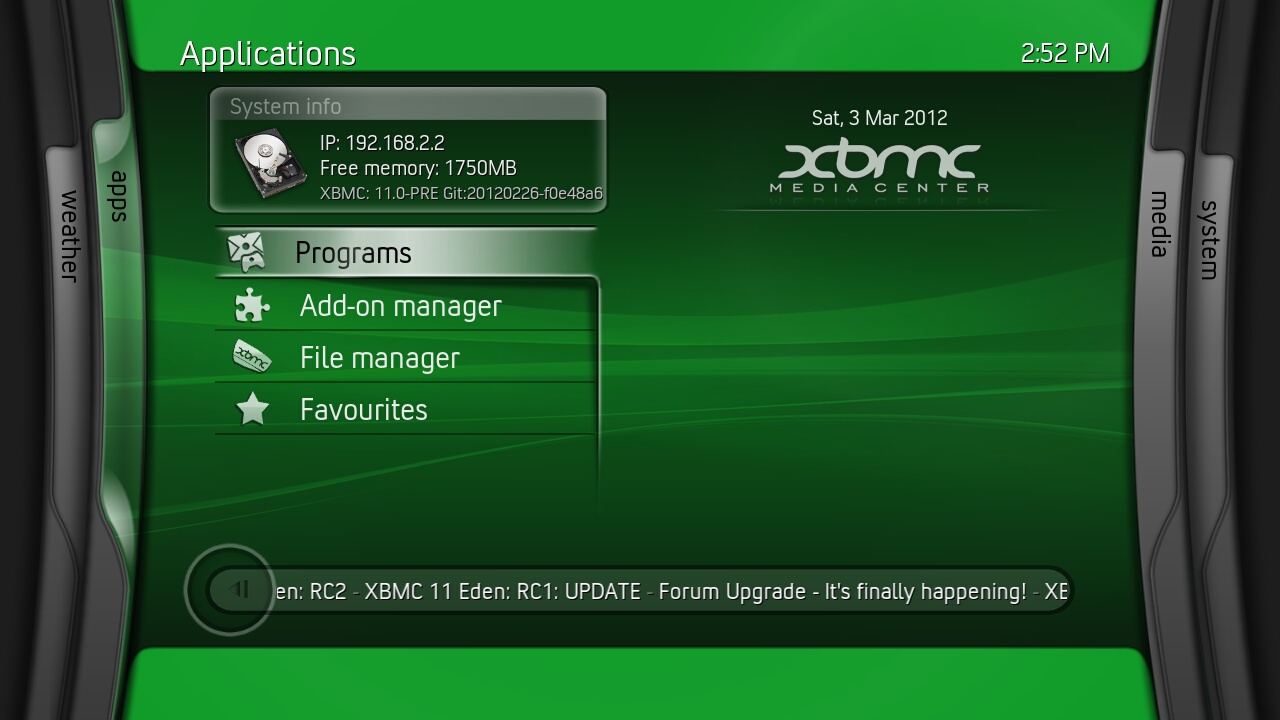 Applications
2:52 PM
weather
apps
System info
IP: 192.168.2.2
Free memory: 1750MB
XBMC: 11.0-PRE Git:20120226-f0e48a6
Sat, 3 Mar 2012
xbmc
MEDIA CENTER
Programs
Add-on manager
File manager
Favourites
media
system
en: RC2 - XBMC 11 Eden: RC1: UPDATE - Forum Upgrade - It's finally happening! - XB